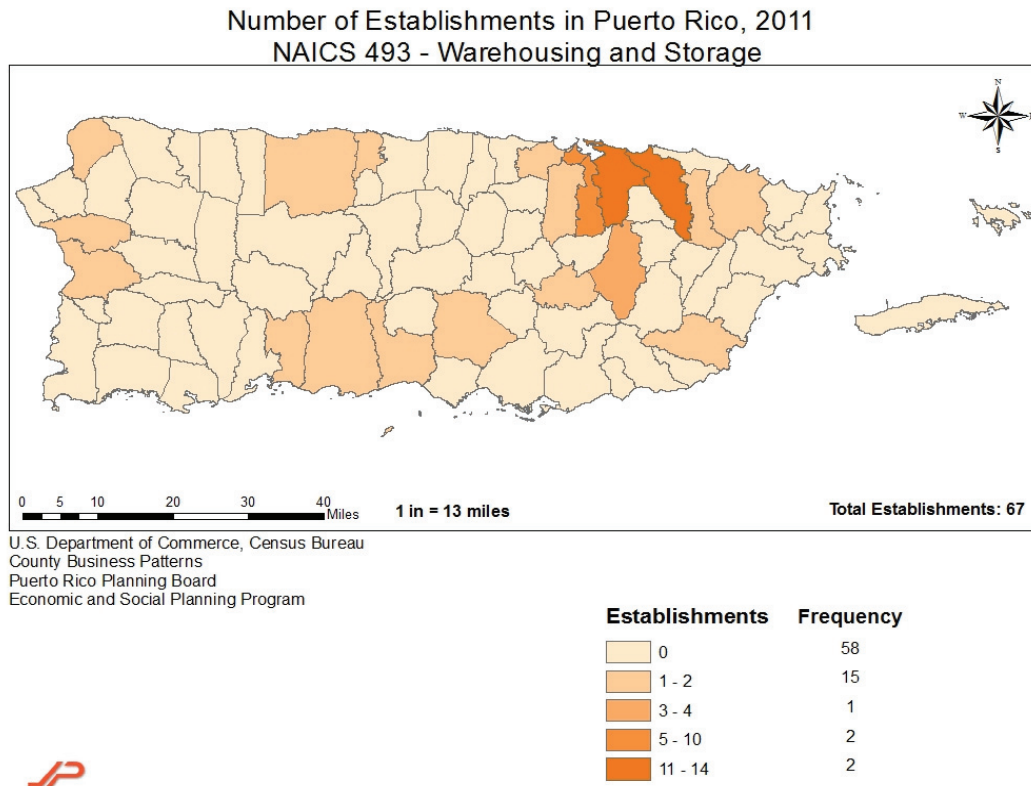 Number of Establishments in Puerto Rico, 2011
NAICS 493 - Warehousing and Storage
N
W
S
0 5 10 20 30 40
Miles
1 in = 13 miles
Total Establishments: 67
U.S. Department of Commerce, Census Bureau
County Business Patterns
Puerto Rico Planning Board
Economic and Social Planning Program
Establishments Frequency
0 58
1 - 2 15
3 - 4 1
5 - 10 2
11 - 14 2
JP